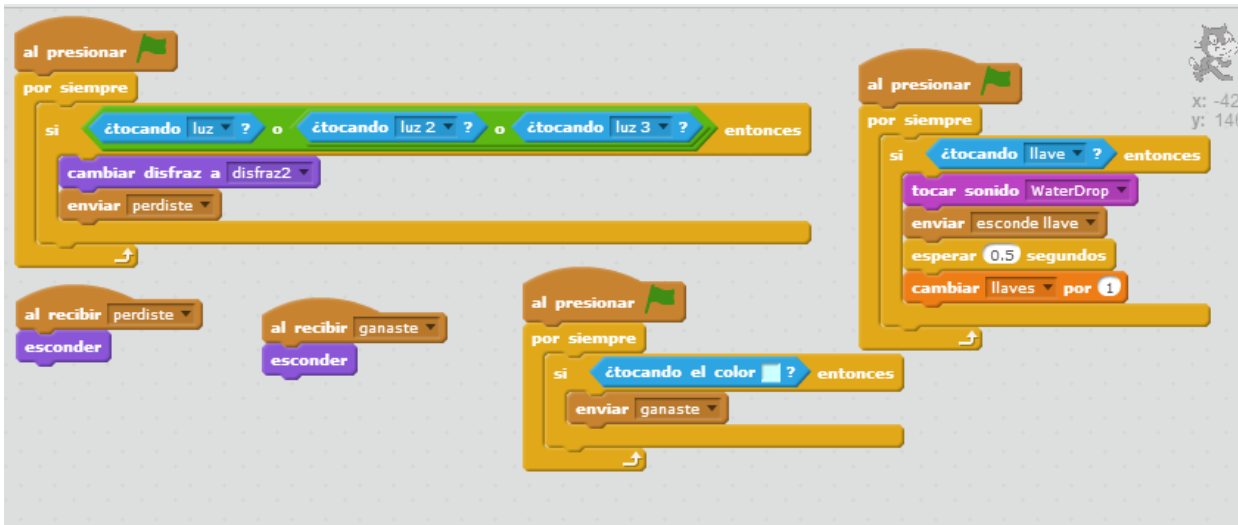 al presionar
por siempre
si ¿tocando luz ? o ¿tocando luz 2 ? o ¿tocando luz 3 ? entonces
cambiar disfraz a disfraz2
enviar perdiste
al recibir perdiste
esconder
al recibir ganaste
esconder
al presionar
por siempre
si ¿tocando el color ? entonces
enviar ganaste
al presionar
por siempre
si ¿tocando llave ? entonces
tocar sonido WaterDrop
enviar esconde llave
esperar 0.5 segundos
cambiar llaves por 1
x: -42
y: 146